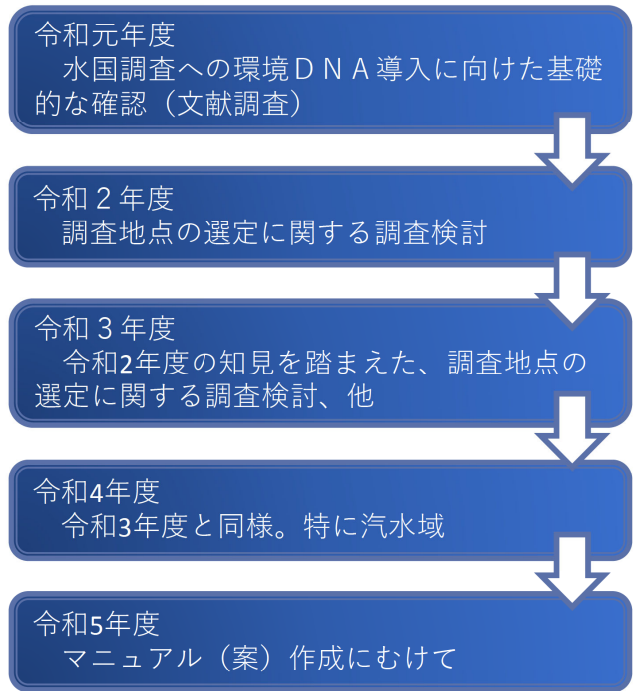 令和元年度
　水国調査への環境ＤＮＡ導入に向けた基礎
的な確認（文献調査）
令和２年度
　調査地点の選定に関する調査検討
令和３年度
　令和2年度の知見を踏まえた、調査地点の
選定に関する調査検討、他
令和4年度
　令和3年度と同様。特に汽水域
令和5年度
　マニュアル（案）作成にむけて